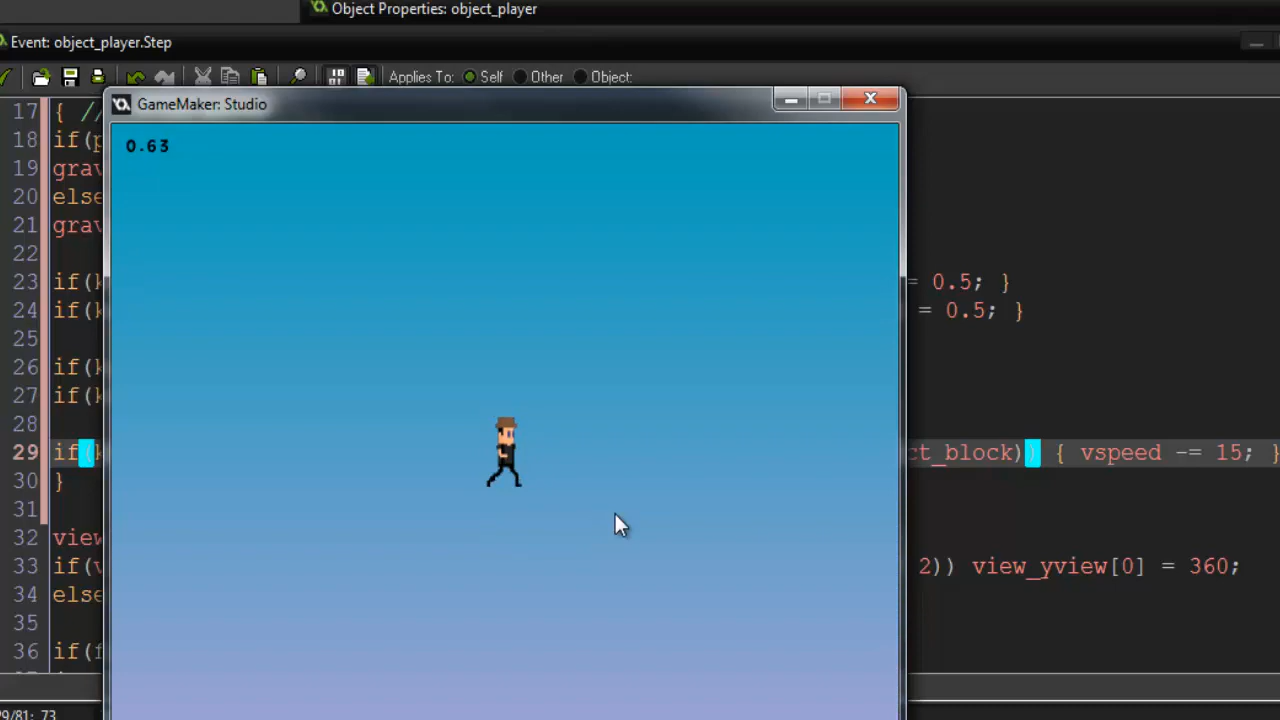 Object Properties: object_player
Event: object_player.Step
Applies To: Self Other Object:
GameMaker: Studio
0.63
17 { //
18 if(
19 grav
20 else
21 grav
22
23 if( = 0.5; }
24 if( = 0.5; }
25
26 if(
27 if(
28
29 if( ct_block)) { vspeed -= 15; }
30 }
31
32 view
33 if( 2)) view_yview[0] = 360;
34 else
35
36 if(
29/81: 73